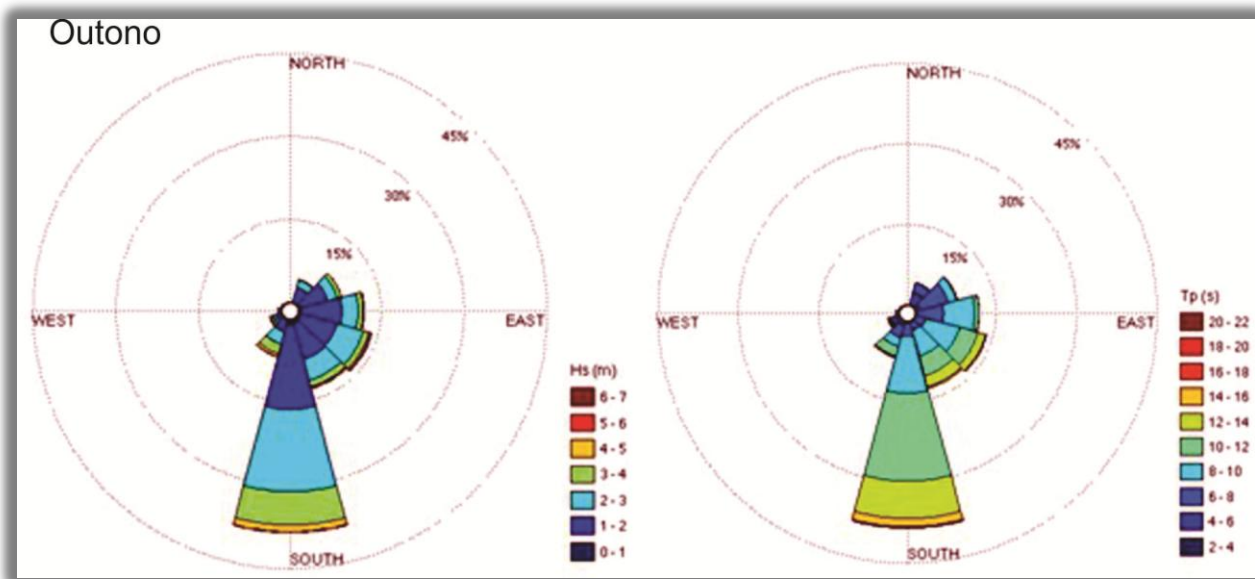 Outono
NORTH
45%
30%
15%
WEST
EAST
SOUTH
Hs (m)
6 - 7
5 - 6
4 - 5
3 - 4
2 - 3
1 - 2
0 - 1
NORTH
45%
30%
15%
WEST
EAST
SOUTH
Tp (s)
20 - 22
18 - 20
16 - 18
14 - 16
12 - 14
10 - 12
8 - 10
6 - 8
4 - 6
2 - 4